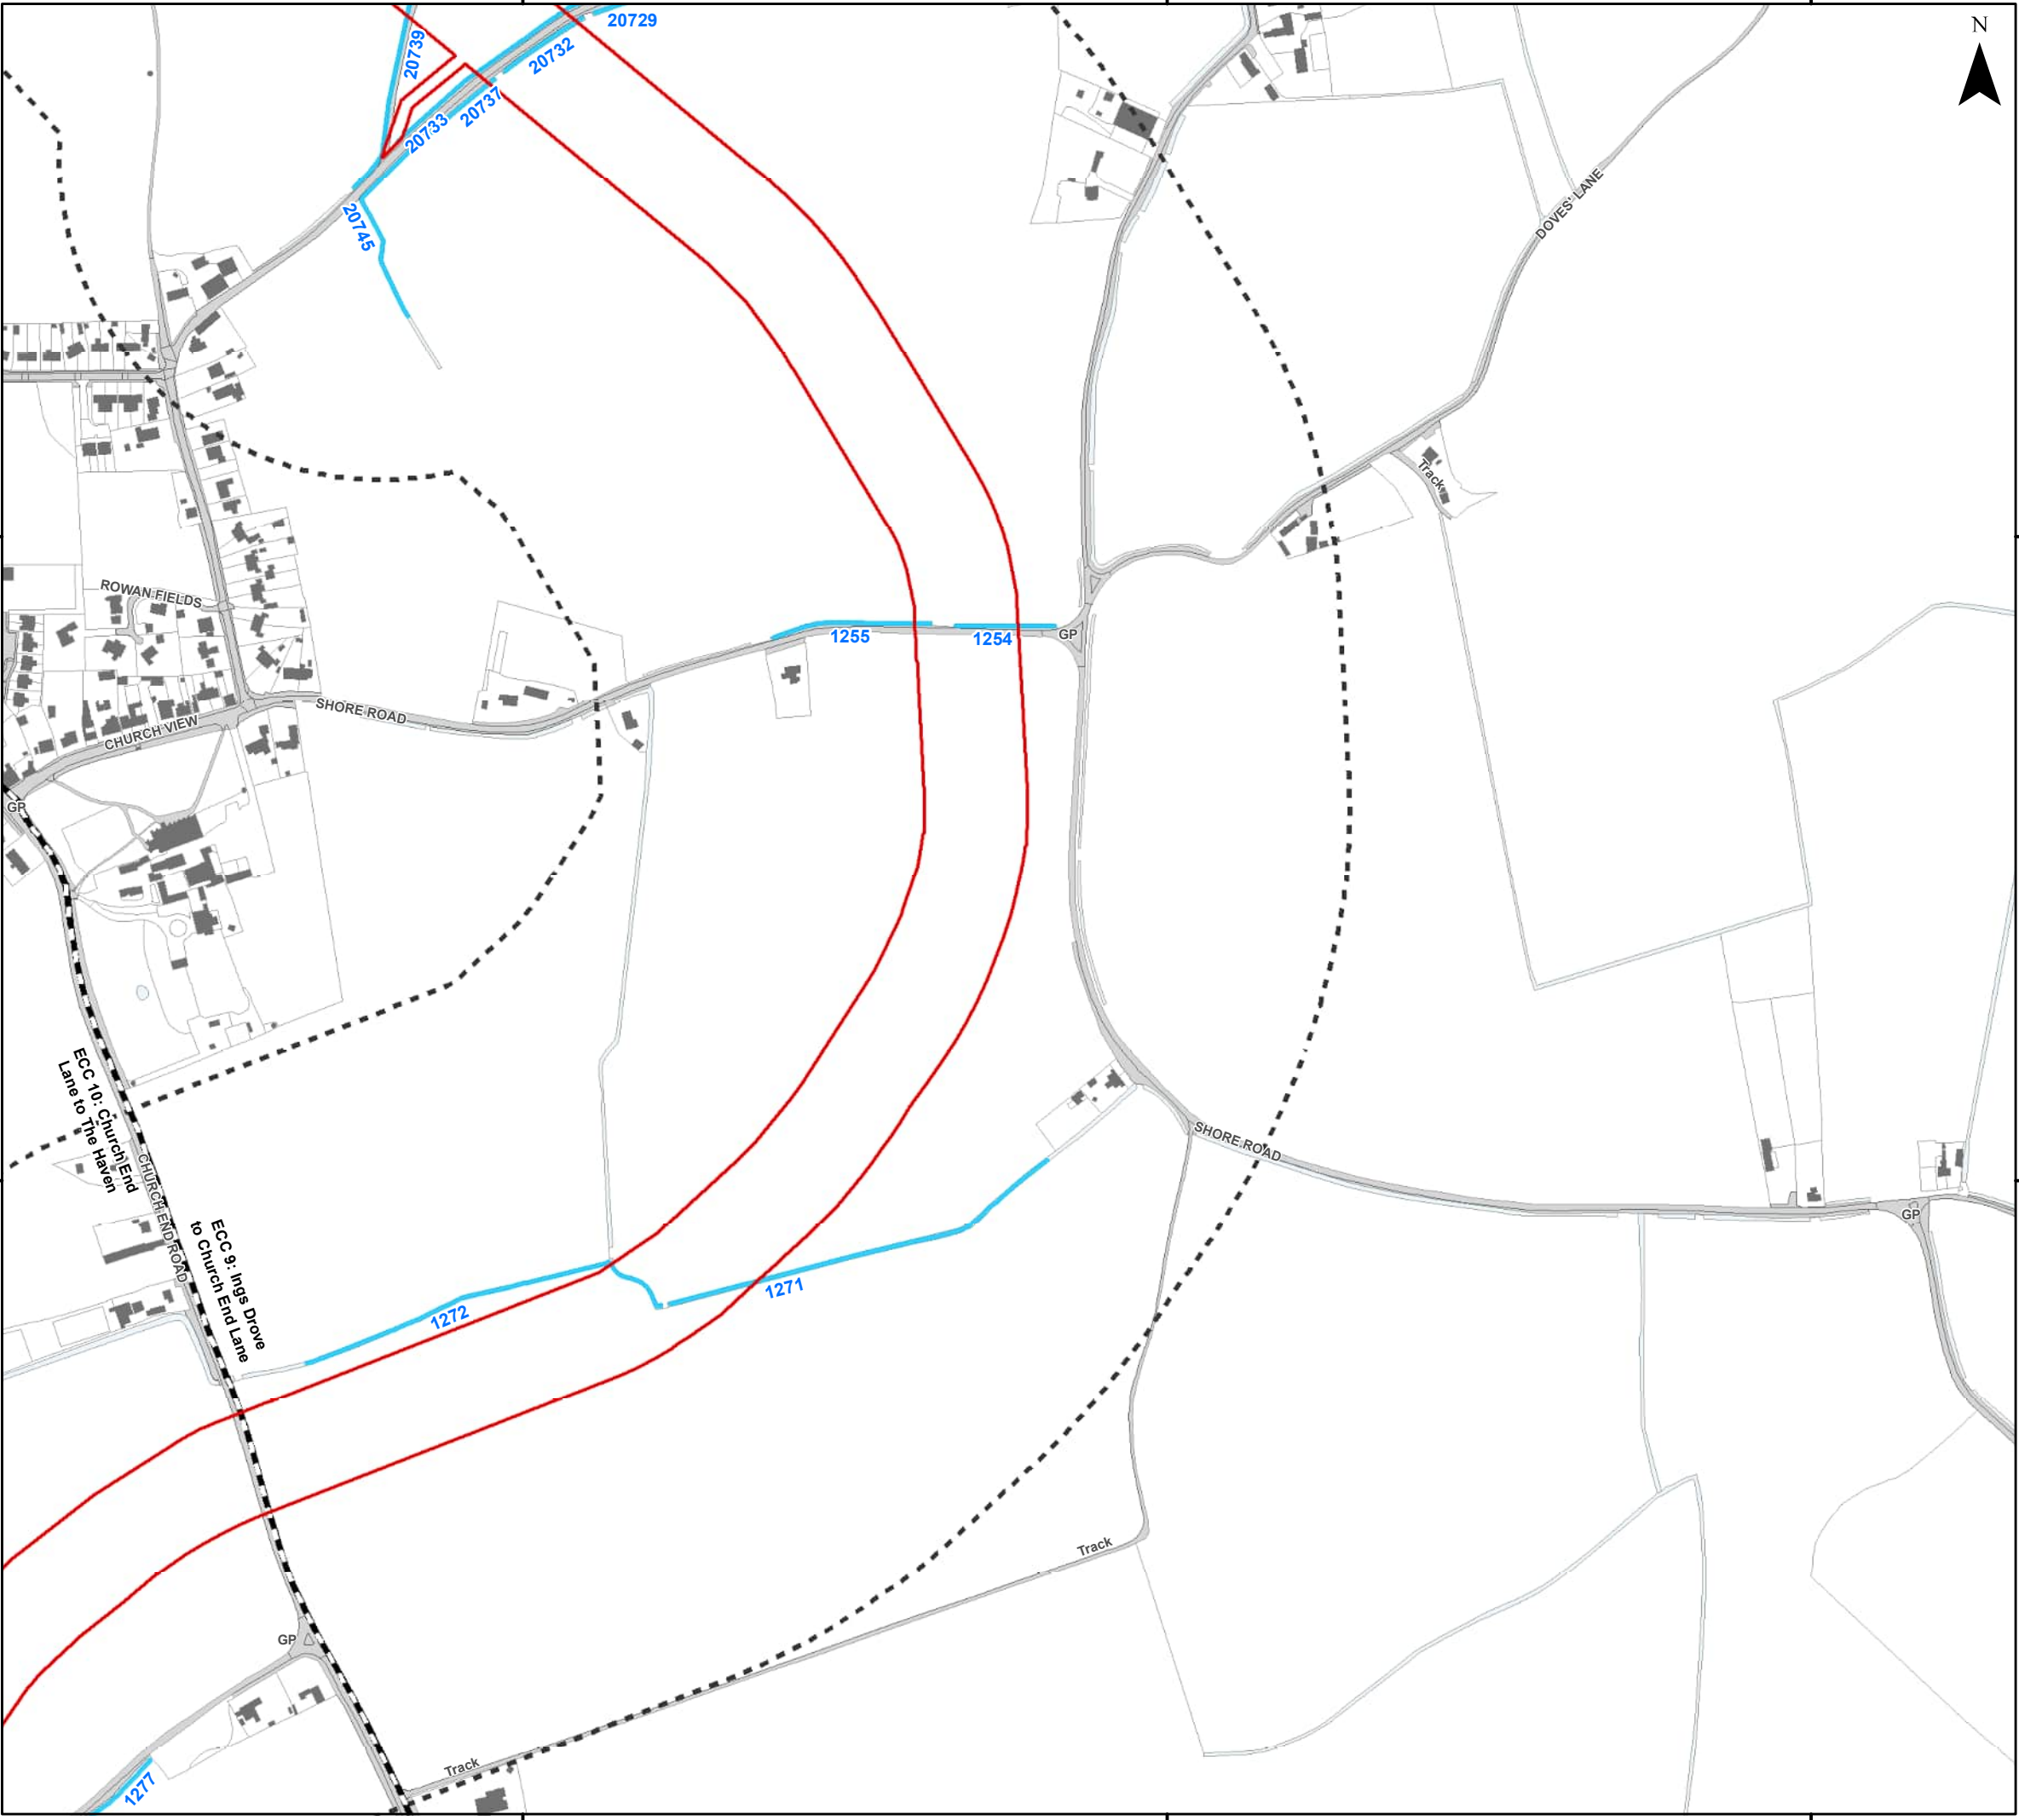 20729
N
20739
20732
20737
20733
20745
DOVES' LANE
Track
ROWAN FIELDS
1255
1254
GP
SHORE ROAD
CHURCH VIEW
GP
ECC 10: Church End
Lane to The Haven
CHURCH END ROAD
SHORE ROAD
GP
ECC 9: Ings Drove
to Church End Lane
1271
1272
Track
GP
Track
1277